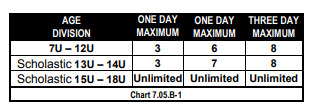 AGE ONE DAY ONE DAY THREE DAY
DIVISION MAXIMUM MAXIMUM MAXIMUM
7U – 12U 3 6 8
Scholastic 13U – 14U 3 7 8
Scholastic 15U – 18U Unlimited Unlimited Unlimited
Chart 7.05.B-1